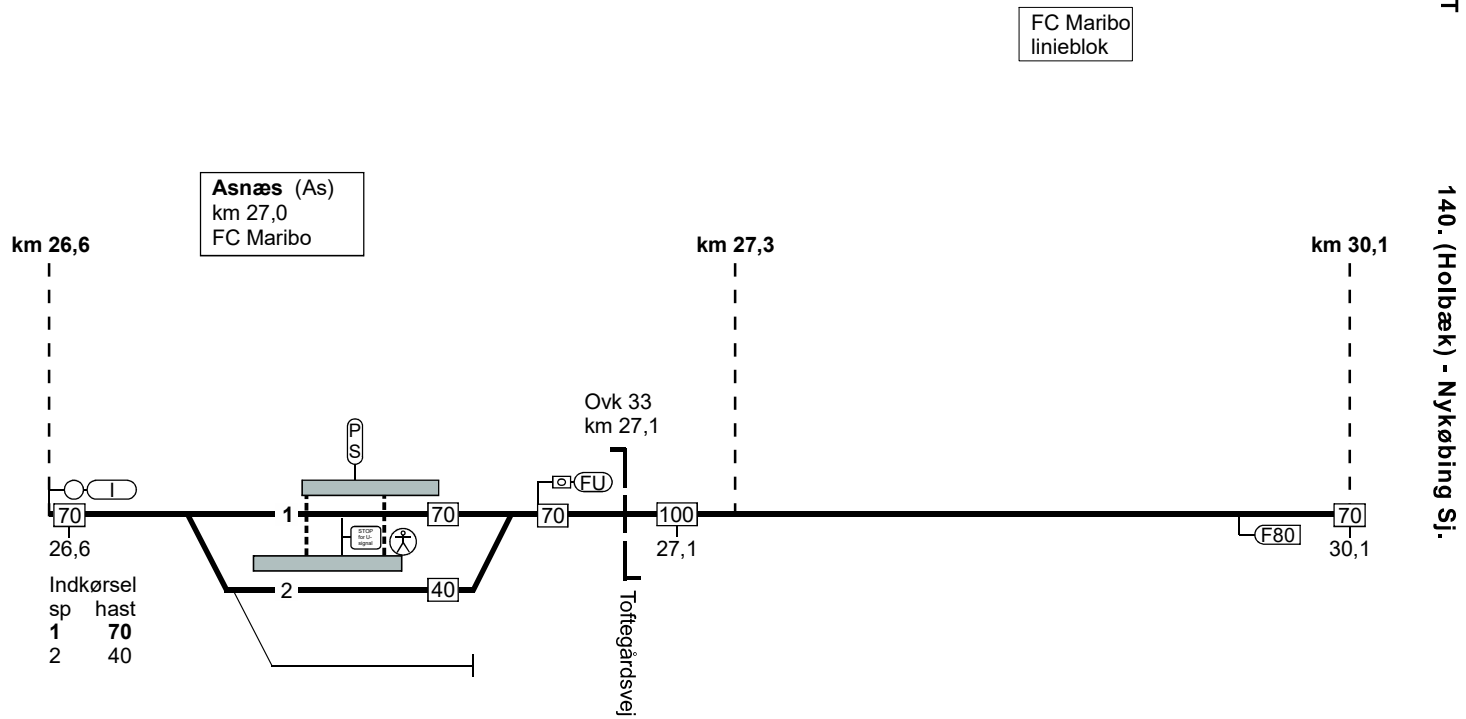 T
FC Maribo
linieblok
140. (Holbæk) - Nykøbing Sj.
Asnæs (As)
km 27,0
FC Maribo
km 26,6
km 27,3
km 30,1
Ovk 33
km 27,1
P
S
I
FU
70
1
70
70
100
70
26,6
STOP
for U-
signal
27,1
F80
30,1
Indkørsel
sp hast
1 70
2 40
2
40
Toftegårdsvej